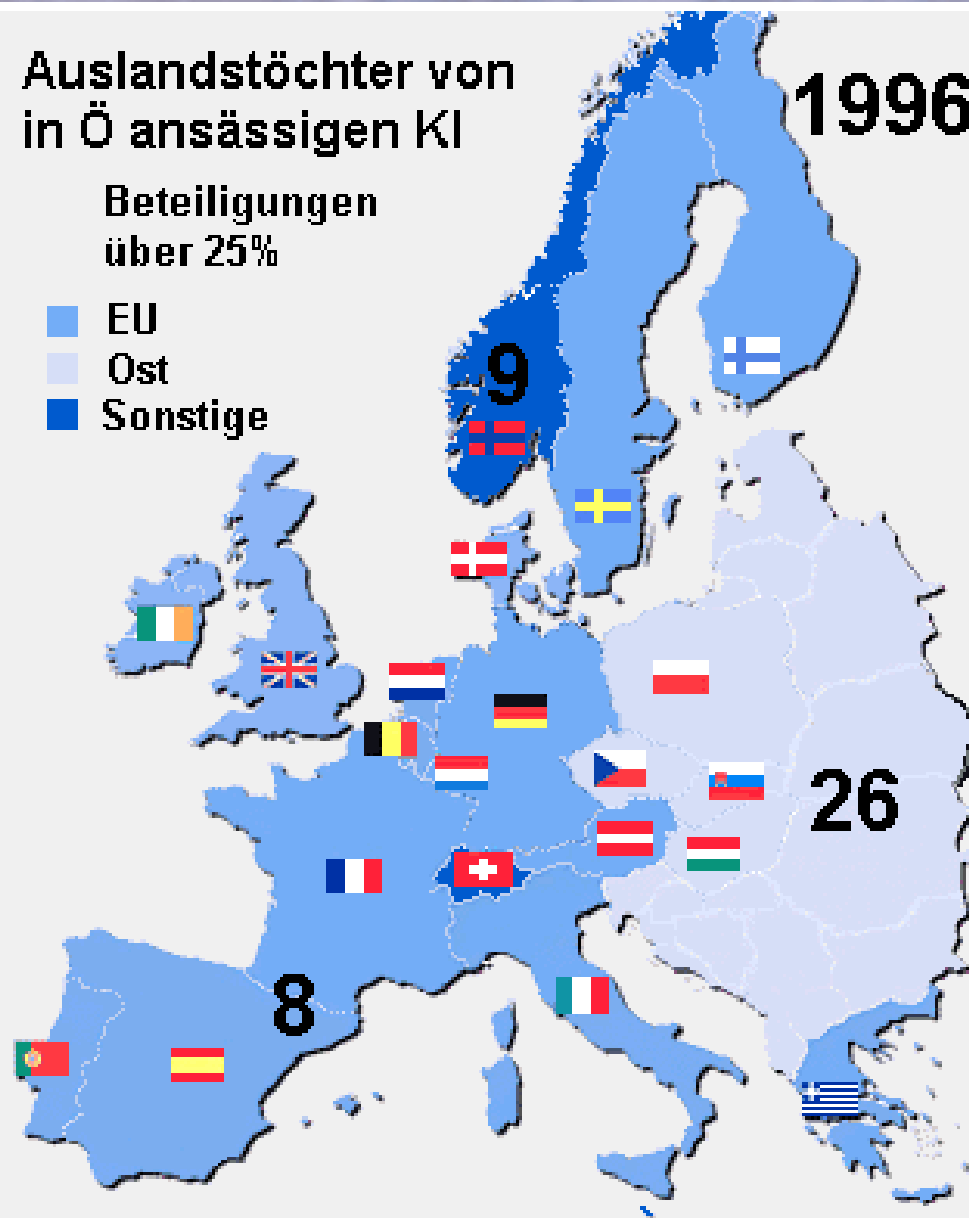 Auslandstöchter von
in Ö ansässigen KI
1996
Beteiligungen
über 25%
EU
Ost
Sonstige
9
26
8